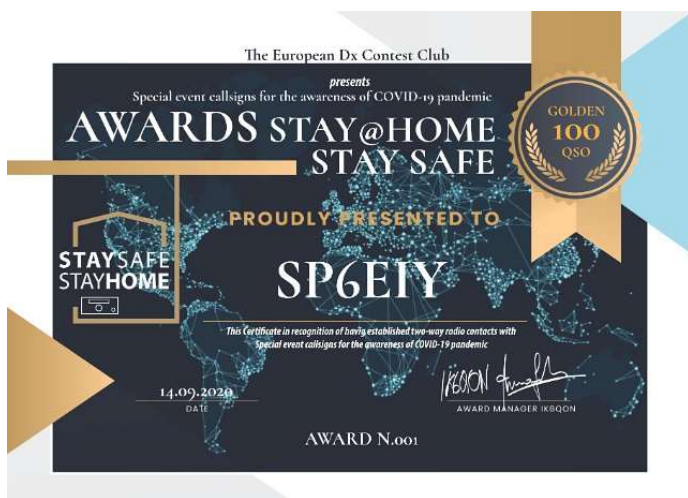 The European Dx Contest Club
presents
Special event callsigns for the awareness of COVID-19 pandemic
AWARDS STAY@HOME
STAY SAFE
GOLDEN
100
QSO
PROUDLY PRESENTED TO
STAYSAFE
STAYHOME
SP6EIY
This Certificate in recognition of bavig established two-way radio contacts with
Special event callsigns for the awareness of COVID-19 pandemic
14.09.2020
DATE
IK6QON
AWARD MANAGER IK6QON
AWARD N.001